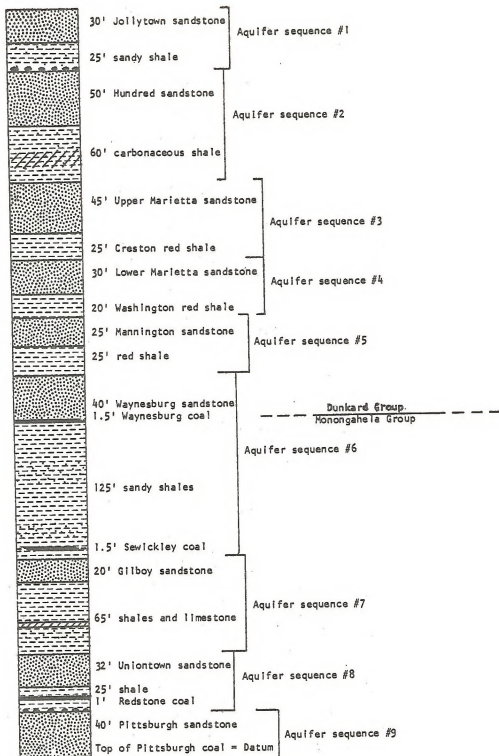 30' Jollytown sandstone
Aquifer sequence #1
25' sandy shale
50' Hundred sandstone
Aquifer sequence #2
60' carbonaceous shale
45' Upper Marietta sandstone
Aquifer sequence #3
25' Creston red shale
30' Lower Marietta sandstone
Aquifer sequence #4
20' Washington red shale
25' Mannington sandstone
Aquifer sequence #5
25' red shale
40' Waynesburg sandstone
Dunkard Group
1.5' Waynesburg coal
Monongahela Group
Aquifer sequence #6
125' sandy shales
1.5' Sewickley coal
20' Gilboy sandstone
Aquifer sequence #7
65' shales and limestone
32' Uniontown sandstone
Aquifer sequence #8
25' shale
1' Redstone coal
40' Pittsburgh sandstone
Aquifer sequence #9
Top of Pittsburgh coal = Datum